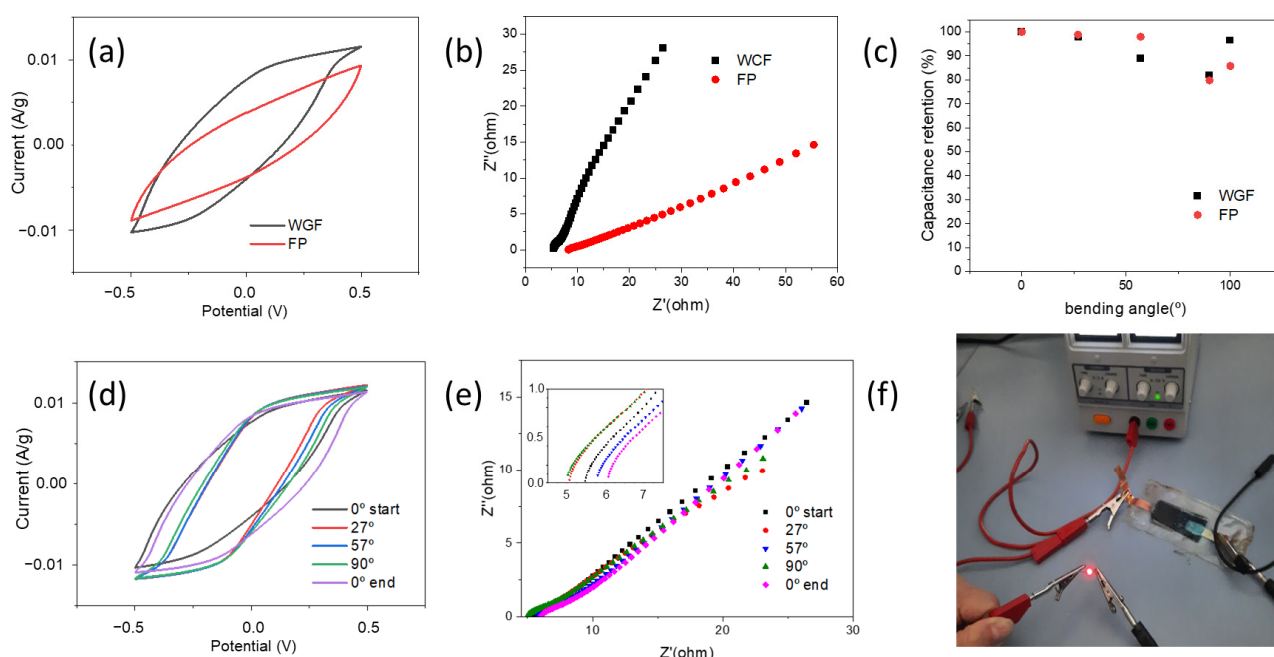 (a)
Current (A/g)
0.01
0.00
−0.01
−0.5
0.0
0.5
Potential (V)
WGF
FP
(b)
Z''(ohm)
30
25
20
15
10
5
0
0
10
20
30
40
50
60
Z'(ohm)
WCF
FP
(c)
Capacitance retention (%)
100
90
80
70
60
50
40
30
20
10
0
0
50
100
bending angle(º)
WGF
FP
(d)
Current (A/g)
0.01
0.00
−0.01
−0.5
0.0
0.5
Potential (V)
0º start
27º
57º
90º
0º end
(e)
Z''(ohm)
15
10
5
0
10
20
30
Z'(ohm)
1.0
0.5
0.0
5
6
7
0º start
27º
57º
90º
0º end
(f)